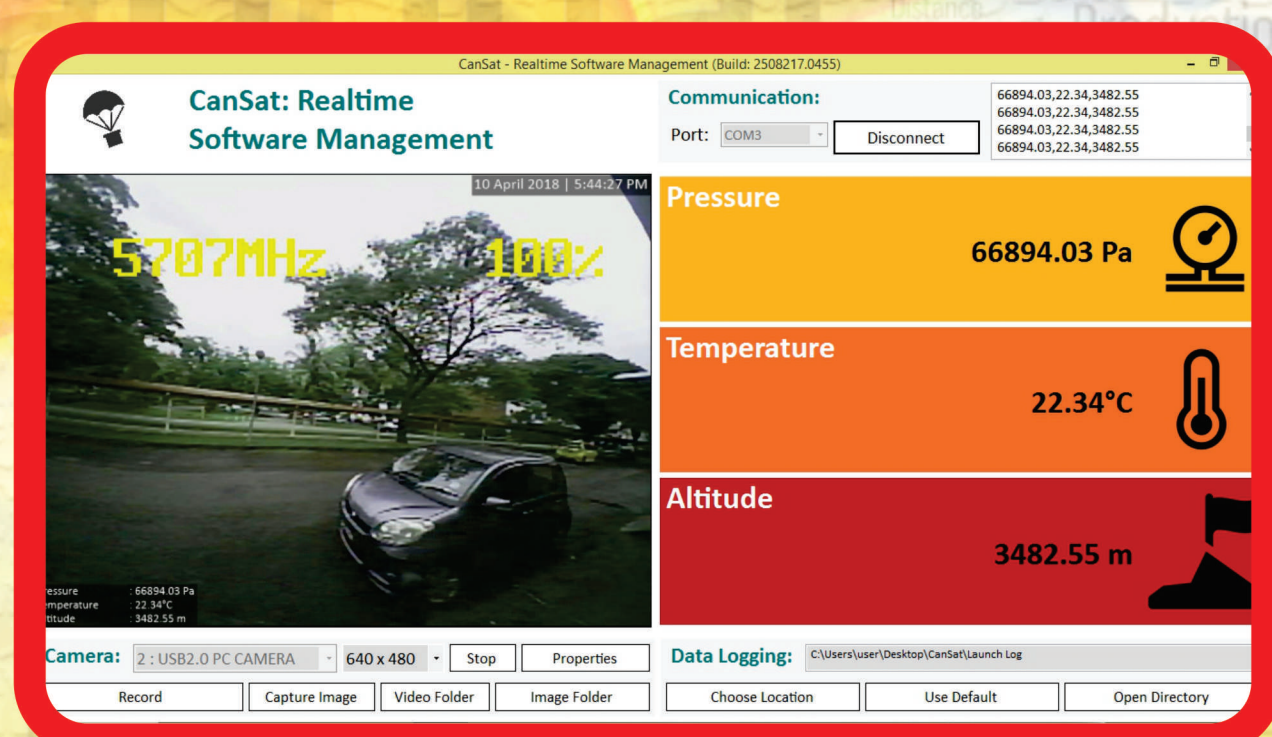 Distance
CanSat - Realtime Software Management (Build: 2508217.0455)
CanSat: Realtime
Software Management
Communication:
Port: COM3 Disconnect
66894.03,22.34,3482.55
66894.03,22.34,3482.55
66894.03,22.34,3482.55
66894.03,22.34,3482.55
10 April 2018 | 5:44:27 PM
5707MHz 100%
essure : 66894.03 Pa
mperature : 22.34°C
titude : 3482.55 m
Pressure
66894.03 Pa
Temperature
22.34°C
Altitude
3482.55 m
Camera: 2 : USB2.0 PC CAMERA 640 x 480 Stop Properties
Record Capture Image Video Folder Image Folder
Data Logging: C:\Users\user\Desktop\CanSat\Launch Log
Choose Location Use Default Open Directory